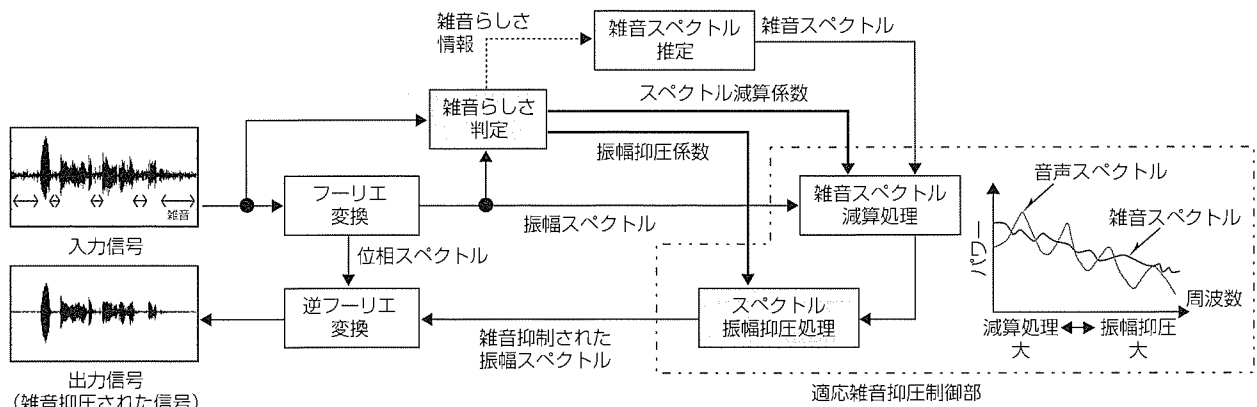 雑音らしさ
情報
雑音スペクトル
推定
雑音スペクトル
雑音らしさ
判定
スペクトル減算係数
振幅抑圧係数
雑音
入力信号
フーリエ
変換
振幅スペクトル
位相スペクトル
雑音スペクトル
減算処理
音声スペクトル
雑音スペクトル
パワー
周波数
減算処理
大
振幅抑圧
大
逆フーリエ
変換
雑音抑制された
振幅スペクトル
スペクトル
振幅抑圧処理
出力信号
(雑音抑圧された信号)
適応雑音抑圧制御部